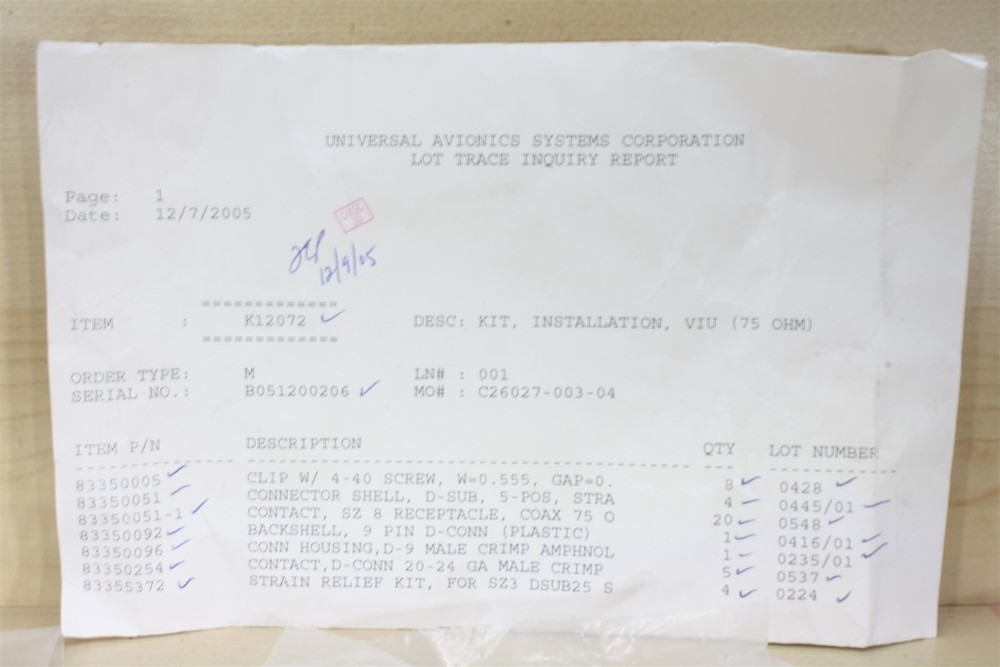 UNIVERSAL AVIONICS SYSTEMS CORPORATION
LOT TRACE INQUIRY REPORT
Page: 1
Date: 12/7/2005
12/9/05
=============
ITEM : K12072 DESC: KIT, INSTALLATION, VIU (75 OHM)
=============
ORDER TYPE: M LN# : 001
SERIAL NO.: B051200206 MO# : C26027-003-04
ITEM P/N DESCRIPTION QTY LOT NUMBER
83350005 CLIP W/ 4-40 SCREW, W=0.555, GAP=0. 8 0428
83350051 CONNECTOR SHELL, D-SUB, 5-POS, STRA 4 0445/01
83350051-1 CONTACT, SZ 8 RECEPTACLE, COAX 75 O 20 0548
83350092 BACKSHELL, 9 PIN D-CONN (PLASTIC) 1 0416/01
83350096 CONN HOUSING,D-9 MALE CRIMP AMPHNOL 1 0235/01
83350254 CONTACT,D-CONN 20-24 GA MALE CRIMP 5 0537
83355372 STRAIN RELIEF KIT, FOR SZ3 DSUB25 S 4 0224